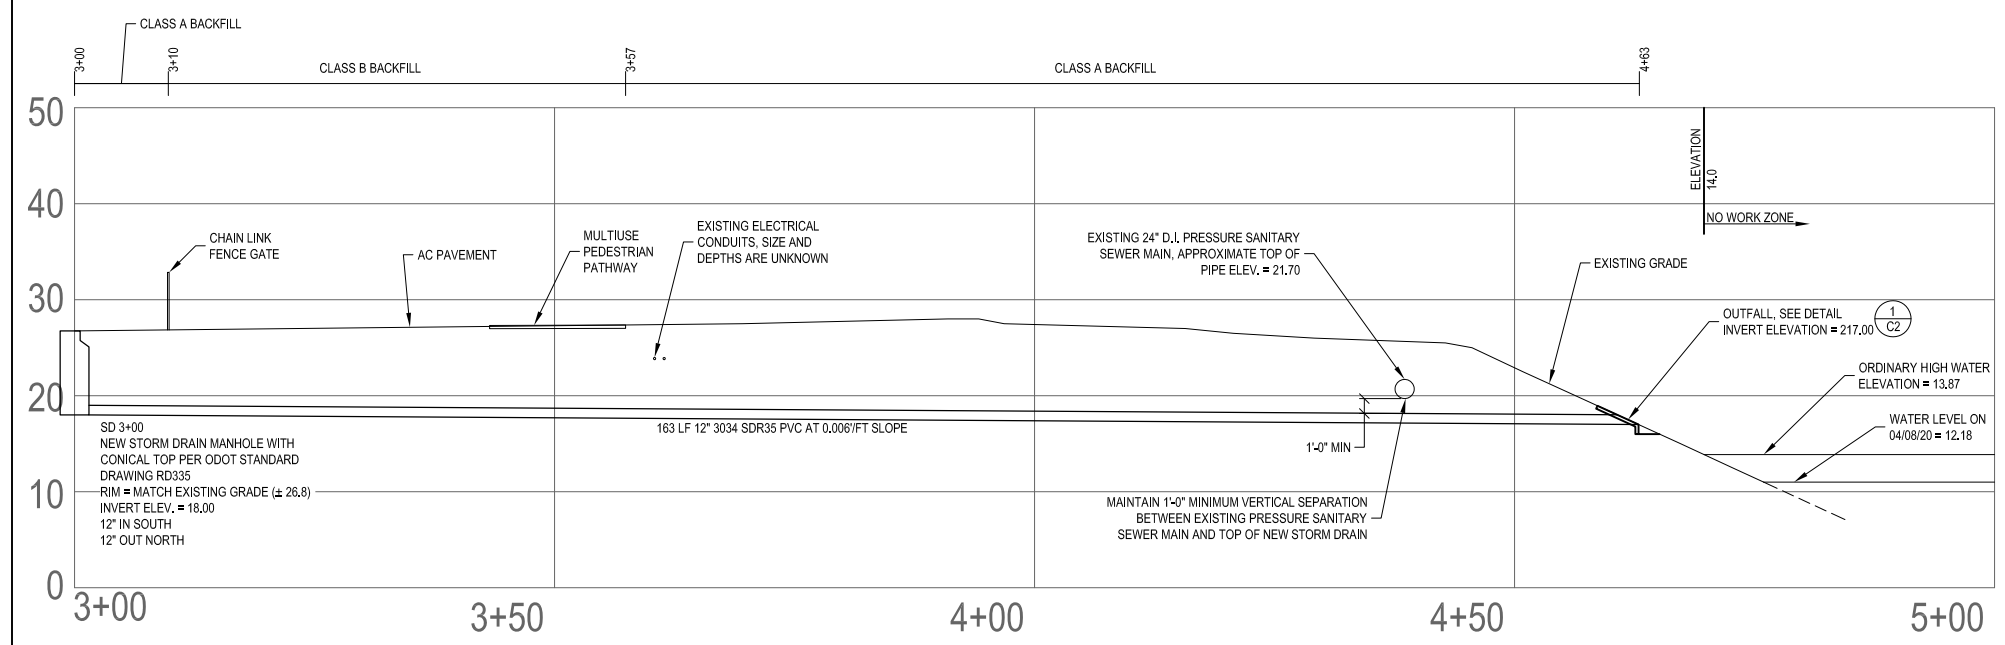 CLASS A BACKFILL
3+00
3+10
CLASS B BACKFILL
3+57
CLASS A BACKFILL
4+63
50
40
30
20
10
0
ELEVATION
14.0
NO WORK ZONE
CHAIN LINK
FENCE GATE
AC PAVEMENT
MULTIUSE
PEDESTRIAN
PATHWAY
EXISTING ELECTRICAL
CONDUITS, SIZE AND
DEPTHS ARE UNKNOWN
EXISTING 24" D.I. PRESSURE SANITARY
SEWER MAIN, APPROXIMATE TOP OF
PIPE ELEV. = 21.70
EXISTING GRADE
OUTFALL, SEE DETAIL
INVERT ELEVATION = 217.00
1
C2
ORDINARY HIGH WATER
ELEVATION = 13.87
WATER LEVEL ON
04/08/20 = 12.18
SD 3+00
NEW STORM DRAIN MANHOLE WITH
CONICAL TOP PER ODOT STANDARD
DRAWING RD335
RIM = MATCH EXISTING GRADE (± 26.8)
INVERT ELEV. = 18.00
12" IN SOUTH
12" OUT NORTH
163 LF 12" 3034 SDR35 PVC AT 0.006'/FT SLOPE
1'-0" MIN
MAINTAIN 1'-0" MINIMUM VERTICAL SEPARATION
BETWEEN EXISTING PRESSURE SANITARY
SEWER MAIN AND TOP OF NEW STORM DRAIN
3+00
3+50
4+00
4+50
5+00